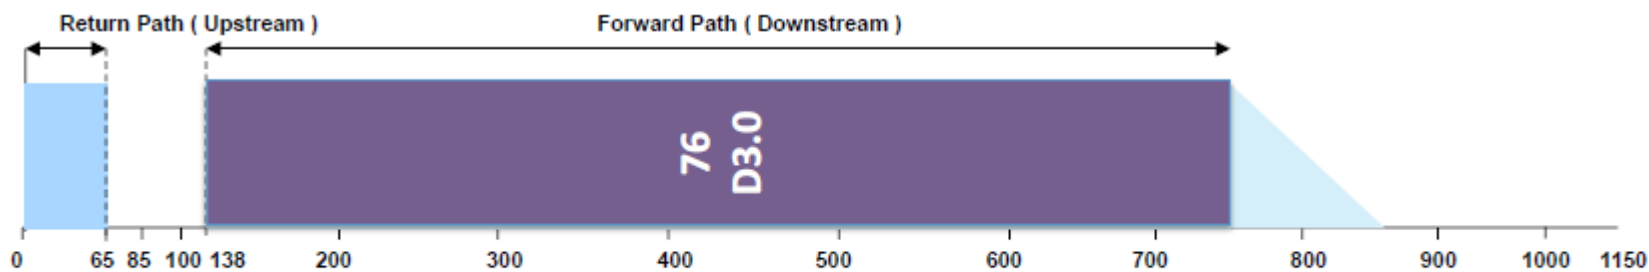 Return Path ( Upstream ) Forward Path ( Downstream )
76
D3.0
0 65 85 100 138 200 300 400 500 600 700 800 900 1000 1150